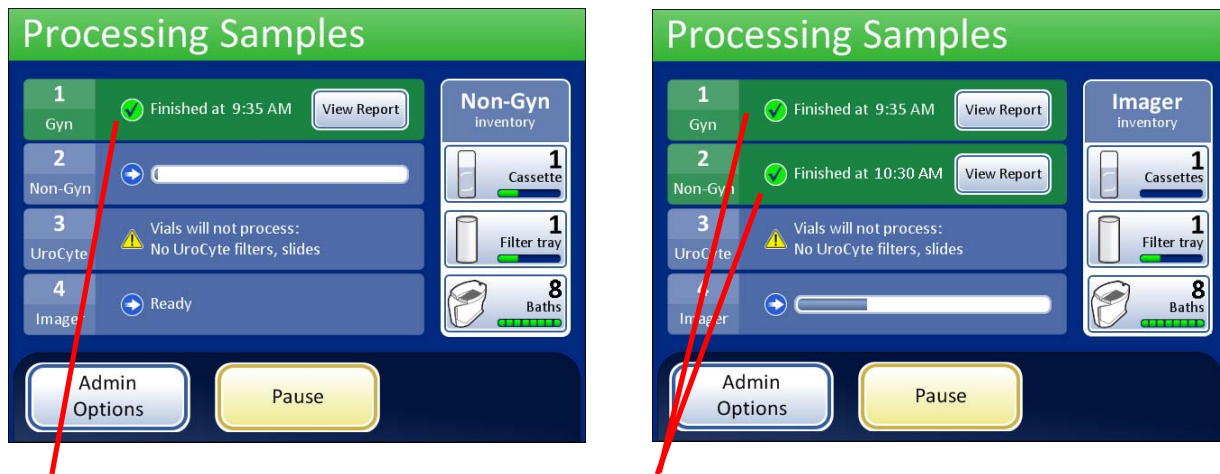 Processing Samples
1
Gyn
Finished at 9:35 AM
View Report
2
Non-Gyn
3
UroCyte
Vials will not process:
No UroCyte filters, slides
4
Imager
Ready
Non-Gyn
inventory
1
Cassette
1
Filter tray
8
Baths
Admin
Options
Pause
Processing Samples
1
Gyn
Finished at 9:35 AM
View Report
2
Non-Gyn
Finished at 10:30 AM
View Report
3
UroCyte
Vials will not process:
No UroCyte filters, slides
4
Imager
Imager
inventory
1
Cassettes
1
Filter tray
8
Baths
Admin
Options
Pause